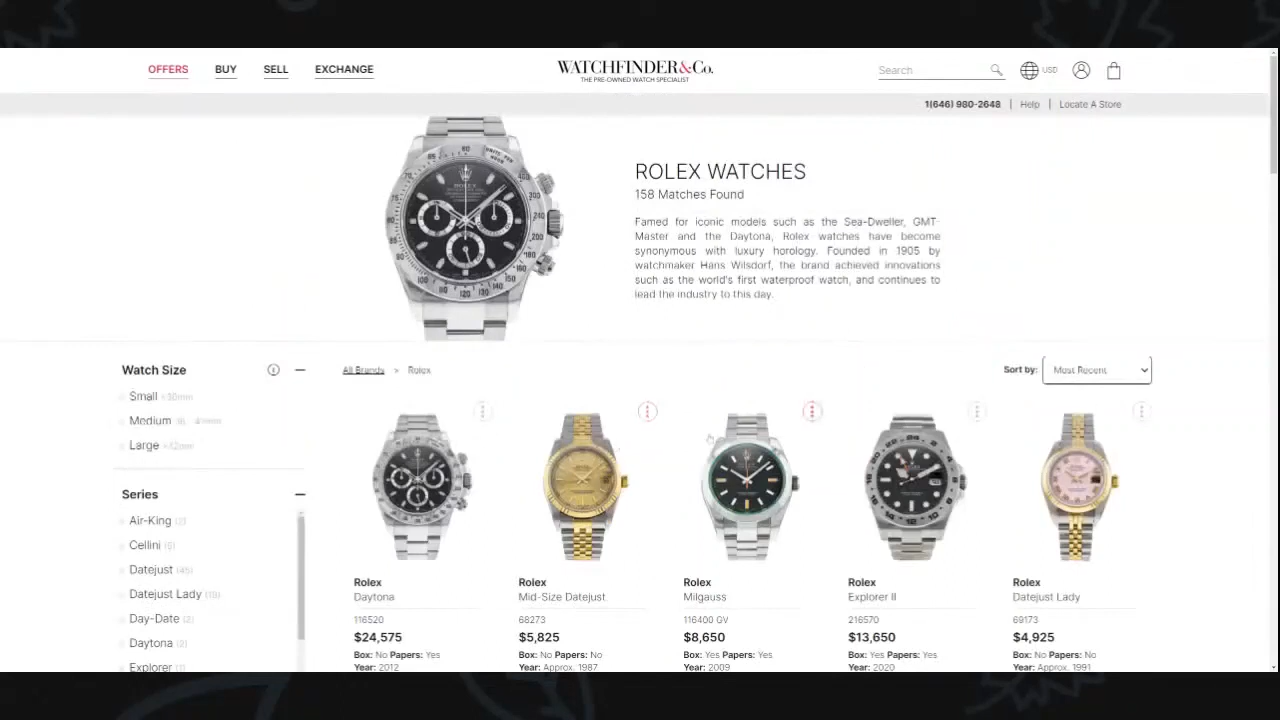 OFFERS BUY SELL EXCHANGE
WATCHFINDER&Co.
THE PRE-OWNED WATCH SPECIALIST
Search
USD
1(646) 980-2648 | Help | Locate A Store
ROLEX WATCHES
158 Matches Found
Famed for iconic models such as the Sea-Dweller, GMT-
Master and the Daytona, Rolex watches have become
synonymous with luxury horology. Founded in 1905 by
watchmaker Hans Wilsdorf, the brand achieved innovations
such as the world's first waterproof watch, and continues to
lead the industry to this day.
Watch Size
Small <36mm
Medium
Large >42mm
Series
Air-King (2)
Cellini (5)
Datejust (45)
Datejust Lady
Day-Date (2)
Daytona (2)
Explorer (1)
All Brands > Rolex
Sort by: Most Recent
Rolex
Daytona
116520
$24,575
Box: No Papers: Yes
Year: 2012
Rolex
Mid-Size Datejust
68273
$5,825
Box: No Papers: No
Year: Approx. 1987
Rolex
Milgauss
116400 GV
$8,650
Box: Yes Papers: Yes
Year: 2009
Rolex
Explorer II
216570
$13,650
Box: Yes Papers: Yes
Year: 2020
Rolex
Datejust Lady
69173
$4,925
Box: No Papers: No
Year: Approx. 1991